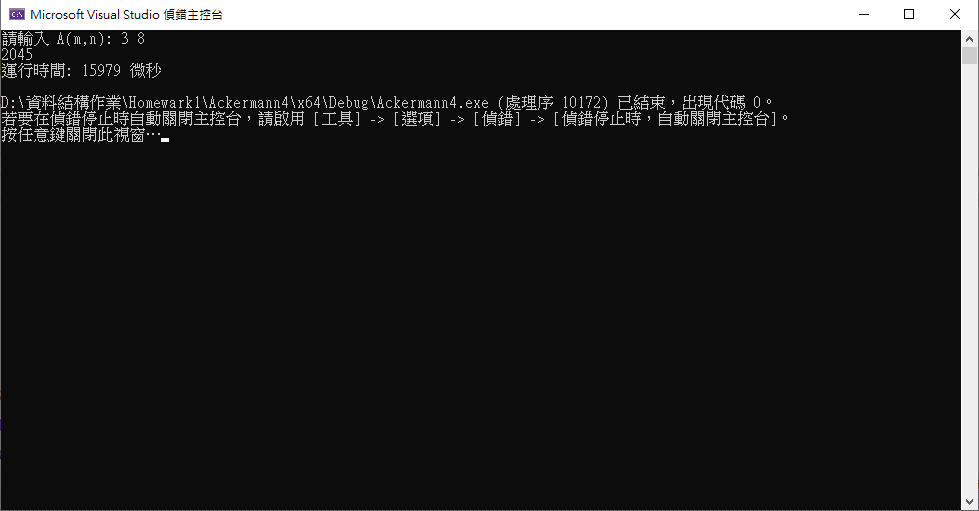 Microsoft Visual Studio 偵錯主控台
請輸入 A(m,n): 3 8
2045
運行時間: 15979 微秒
D:\資料結構作業\Homewark1\Ackermann4\x64\Debug\Ackermann4.exe (處理序 10172) 已結束，出現代碼 0。
若要在偵錯停止時自動關閉主控台，請啟用 [工具] -> [選項] -> [偵錯] -> [偵錯停止時，自動關閉主控台]。
按任意鍵關閉此視窗…